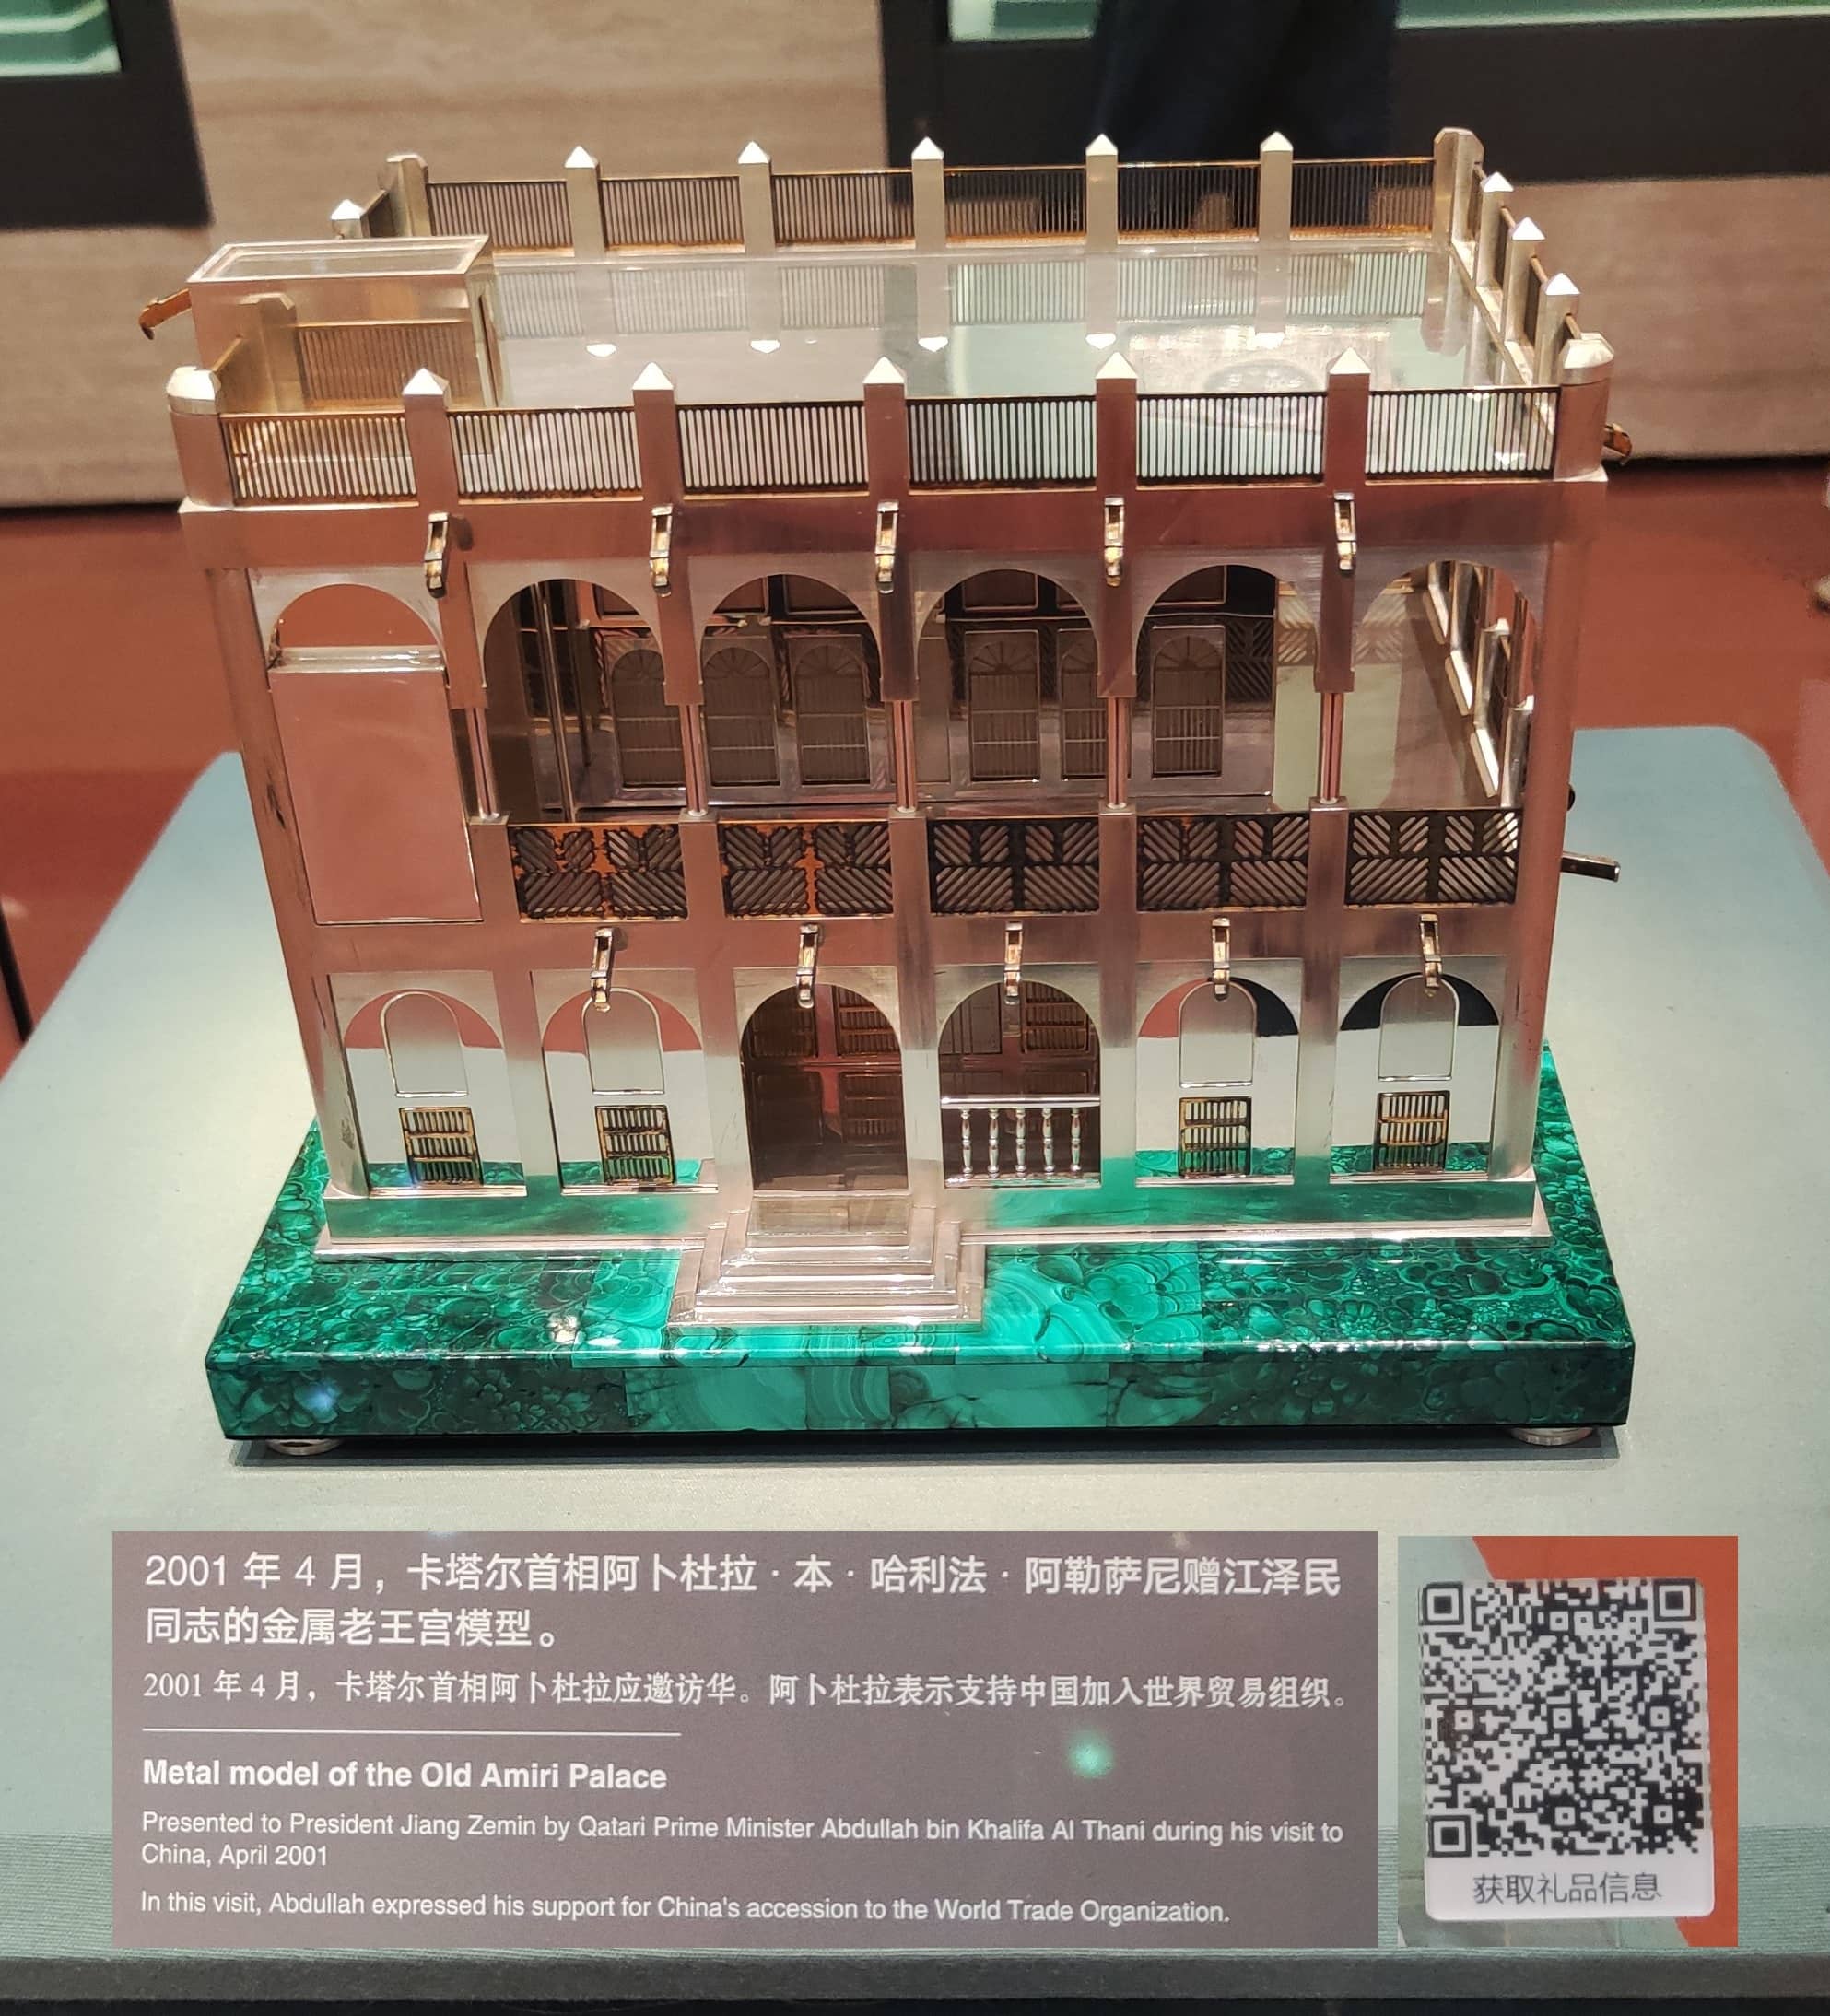 2001 年 4 月，卡塔尔首相阿卜杜拉 · 本 · 哈利法 · 阿勒萨尼赠江泽民
同志的金属老王宫模型。
2001 年 4 月，卡塔尔首相阿卜杜拉应邀访华。阿卜杜拉表示支持中国加入世界贸易组织。
Metal model of the Old Amiri Palace
Presented to President Jiang Zemin by Qatari Prime Minister Abdullah bin Khalifa Al Thani during his visit to
China, April 2001
In this visit, Abdullah expressed his support for China's accession to the World Trade Organization.
获取礼品信息